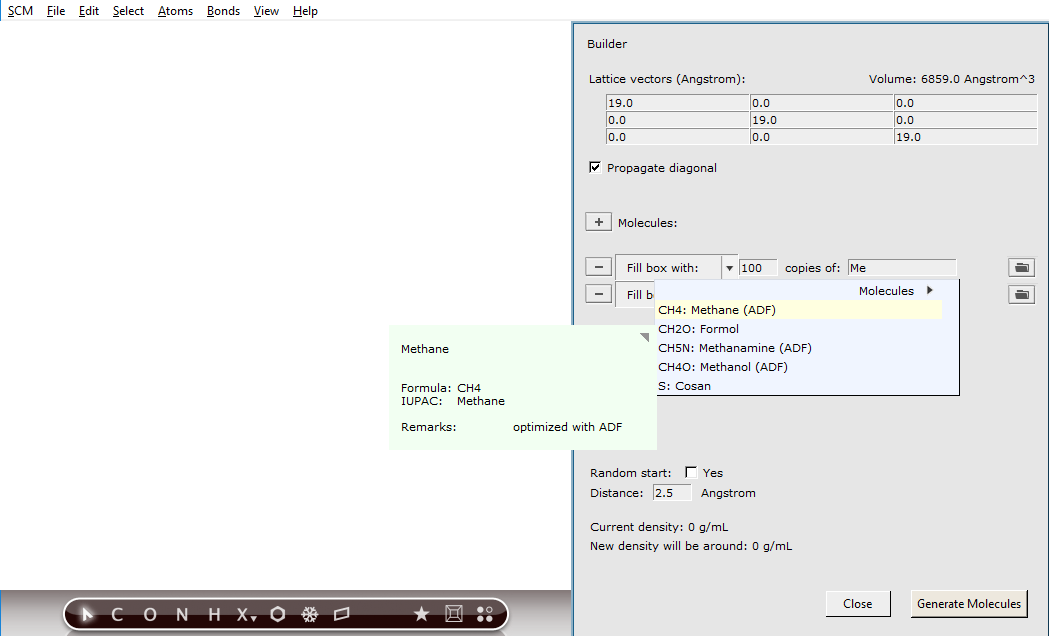 SCM File Edit Select Atoms Bonds View Help
Builder
Lattice vectors (Angstrom): Volume: 6859.0 Angstrom^3
19.0 0.0 0.0
0.0 19.0 0.0
0.0 0.0 19.0
Propagate diagonal
+ Molecules:
− Fill box with: 100 copies of: Me
− Fill b
Molecules
CH4: Methane (ADF)
CH2O: Formol
CH5N: Methanamine (ADF)
CH4O: Methanol (ADF)
S: Cosan
Methane
Formula: CH4
IUPAC: Methane
Remarks: optimized with ADF
Random start: Yes
Distance: 2.5 Angstrom
Current density: 0 g/mL
New density will be around: 0 g/mL
Close Generate Molecules
C O N H X